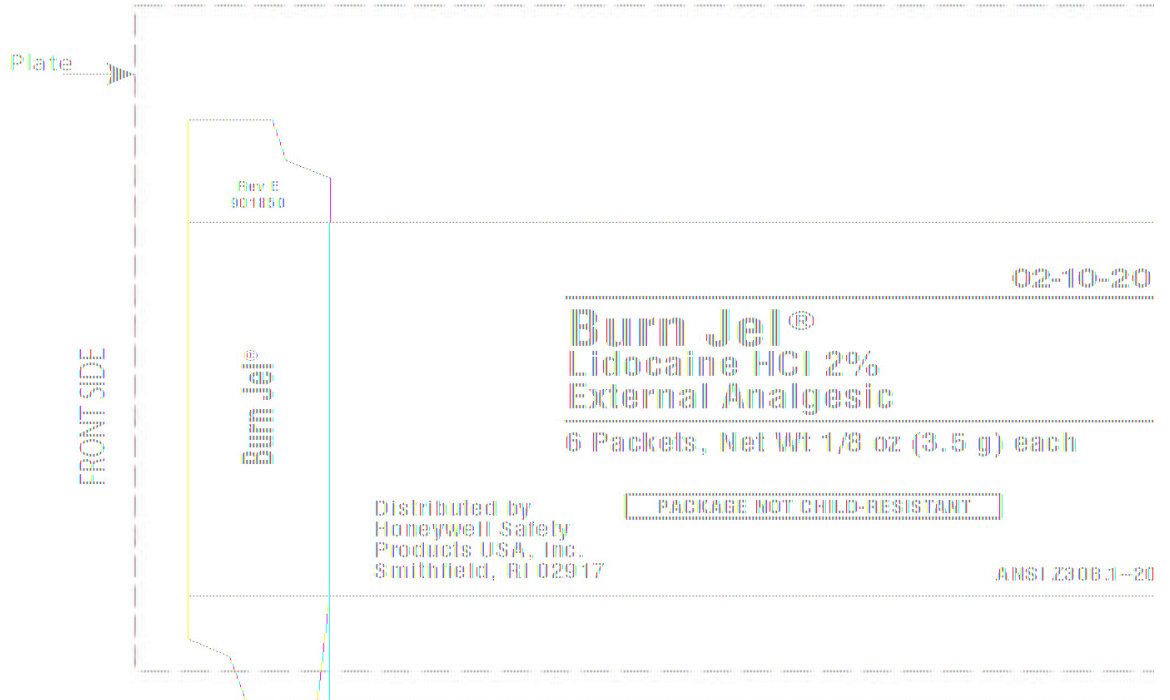 Plate
Rev E
901850
FRONT SIDE
Burn Jel®
02-10-20
Burn Jel®
Lidocaine HCl 2%
External Analgesic
6 Packets, Net Wt 1/8 oz (3.5 g) each
PACKAGE NOT CHILD-RESISTANT
Distributed by
Honeywell Safety
Products USA, Inc.
Smithfield, RI 02917
ANSI Z308.1-20